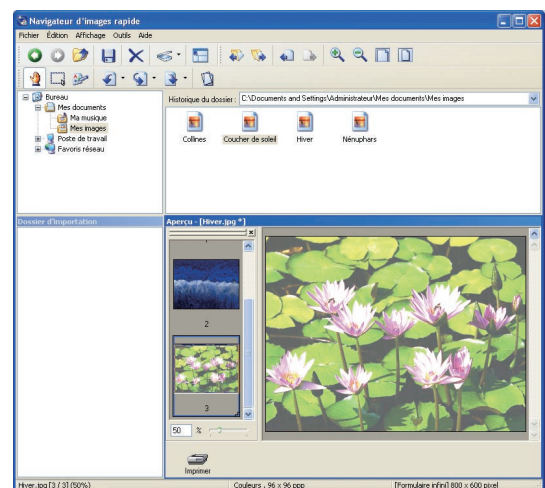 Navigateur d'images rapide
Fichier Édition Affichage Outils Aide
Bureau
Mes documents
Ma musique
Mes images
Poste de travail
Favoris réseau
Historique du dossier : C:\Documents and Settings\Administrateur\Mes documents\Mes images
Collines Coucher de soleil Hiver Nénuphars
Dossier d'importation
Aperçu - [Hiver.jpg *]
2
3
50 %
Imprimer
Hiver.jpg [3 / 3] (50%) Couleurs , 96 x 96 ppp [Formulaire infini] 800 x 600 pixel